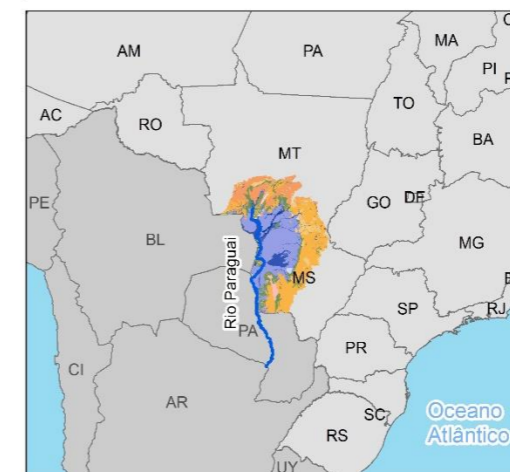 AM
PA
MA
PI
AC
RO
TO
BA
MT
PE
GO
DF
BL
MG
MS
Rio Paraguai
SP
RJ
PA
PR
CI
AR
SC
Oceano
Atlântico
RS
UY